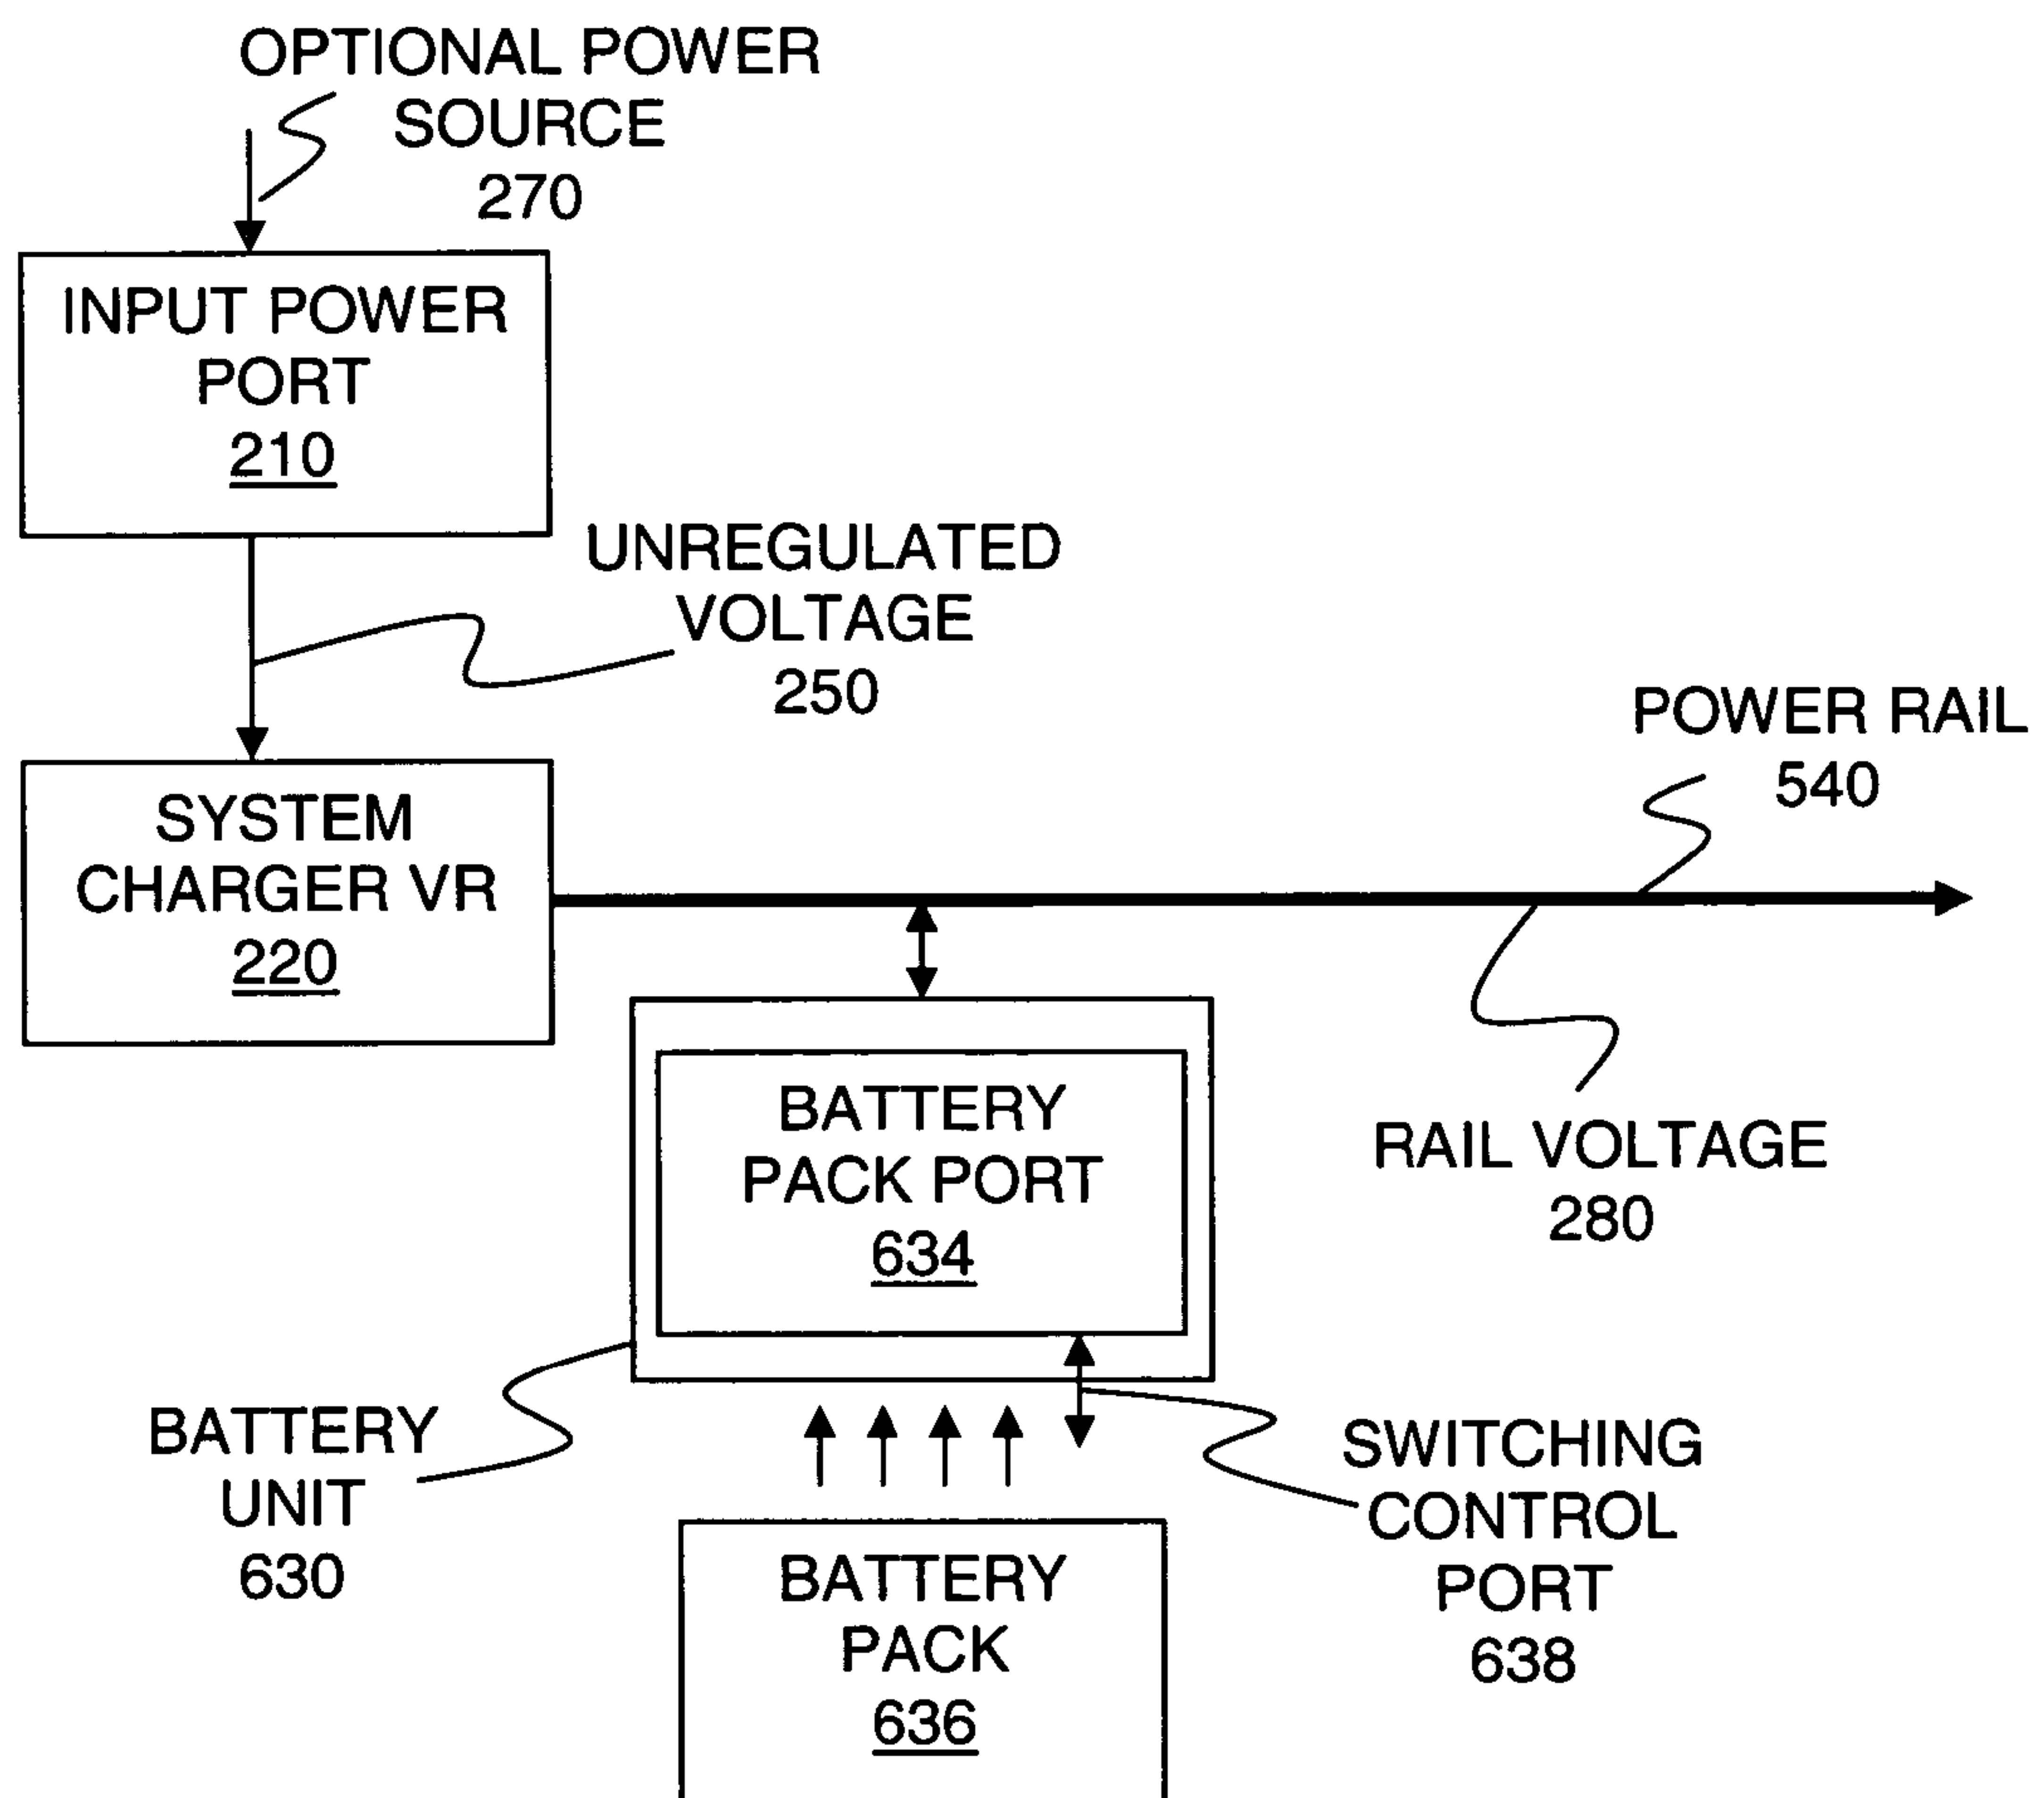 OPTIONAL POWER
SOURCE
270
INPUT POWER
PORT
210
UNREGULATED
VOLTAGE
250
POWER RAIL
540
SYSTEM
CHARGER VR
220
BATTERY
PACK PORT
634
RAIL VOLTAGE
280
BATTERY
UNIT
630
SWITCHING
CONTROL
PORT
638
BATTERY
PACK
636